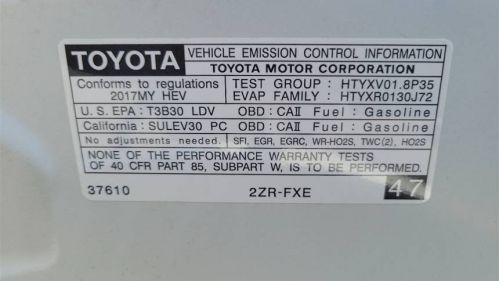 TOYOTA VEHICLE EMISSION CONTROL INFORMATION
TOYOTA MOTOR CORPORATION
Conforms to regulations TEST GROUP : HTYXV01.8P35
2017MY HEV EVAP FAMILY : HTYXR0130J72
U.S. EPA : T3B30 LDV OBD : CAII Fuel : Gasoline
California : SULEV30 PC OBD : CAII Fuel : Gasoline
No adjustments needed. SFI, EGR, EGRC, WR-HO2S, TWC(2), HO2S
NONE OF THE PERFORMANCE WARRANTY TESTS
OF 40 CFR PART 85, SUBPART W, IS TO BE PERFORMED.
37610 2ZR-FXE 47